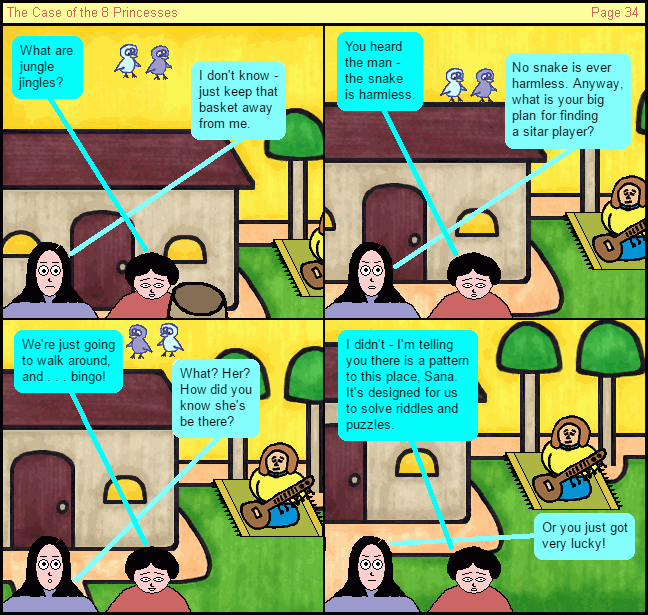 The Case of the 8 Princesses
Page 34
What are
jungle
jingles?
I don't know -
just keep that
basket away
from me.
You heard
the man -
the snake
is harmless.
No snake is ever
harmless. Anyway,
what is your big
plan for finding
a sitar player?
We're just going
to walk around,
and . . . bingo!
What? Her?
How did you
know she's
be there?
I didn't - I'm telling
you there is a pattern
to this place, Sana.
It's designed for us
to solve riddles and
puzzles.
Or you just got
very lucky!